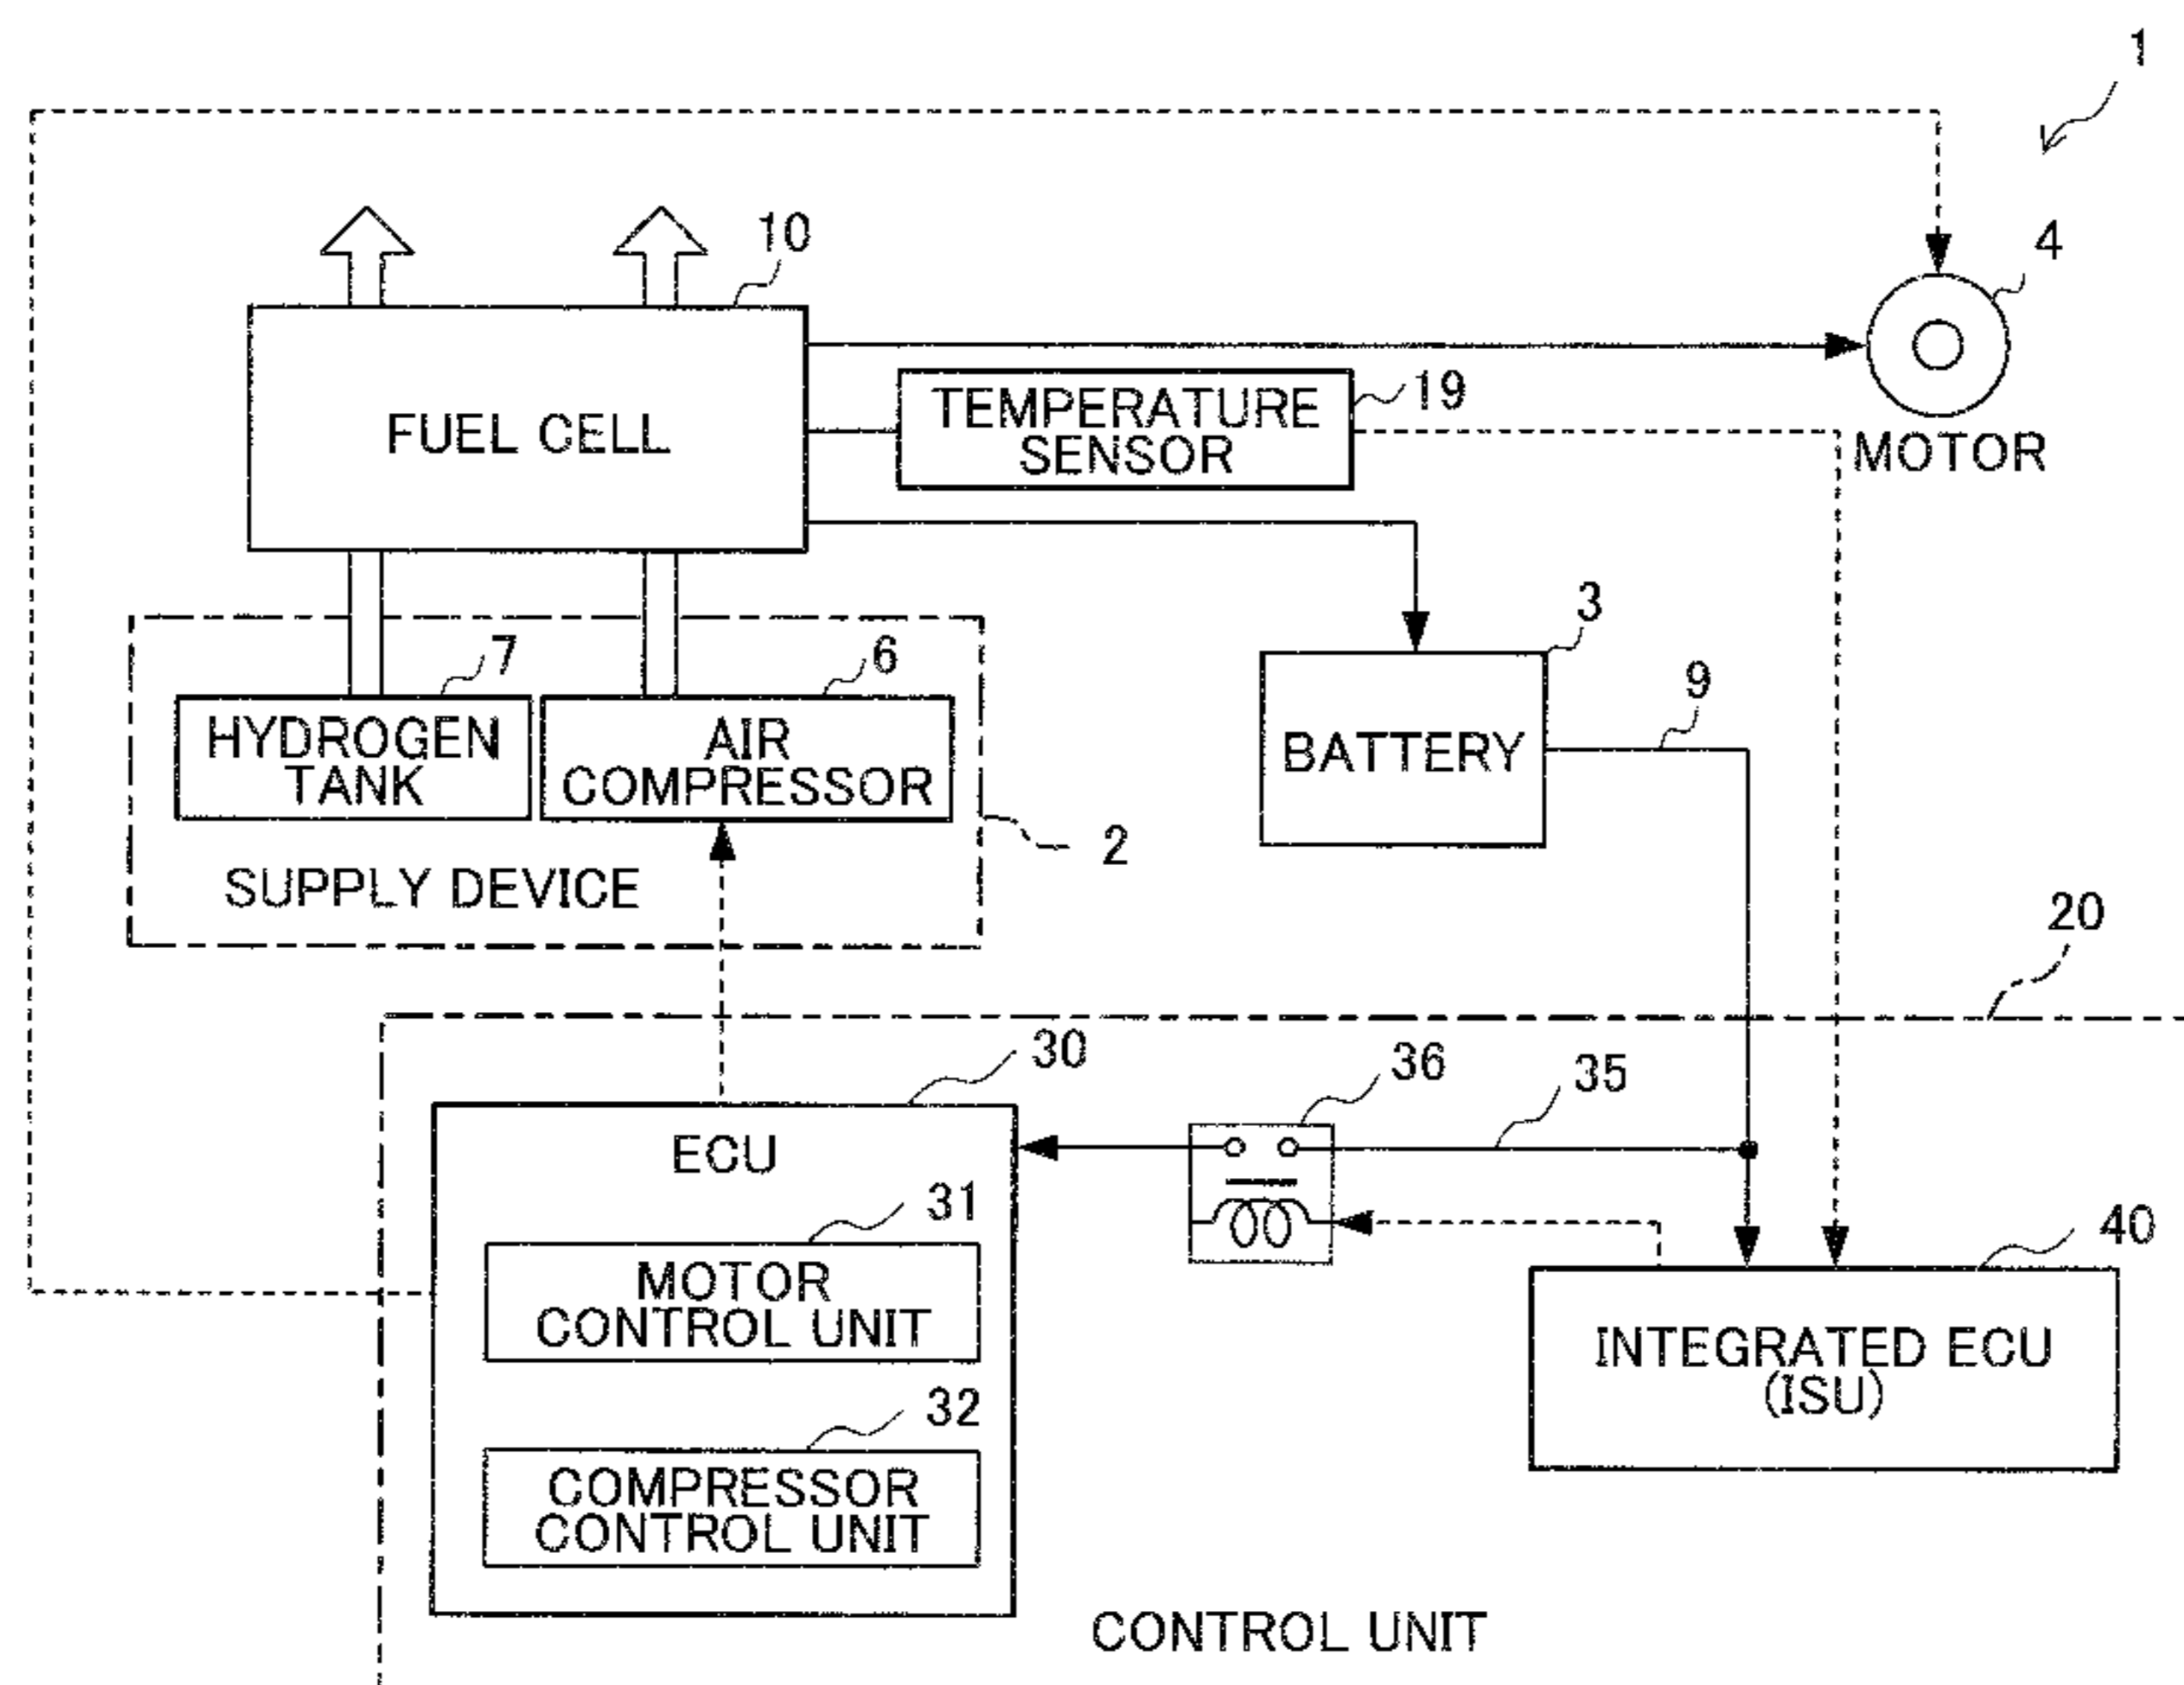 1
10
4
FUEL CELL
TEMPERATURE
SENSOR
19
MOTOR
7
6
3
9
HYDROGEN
TANK
AIR
COMPRESSOR
BATTERY
2
SUPPLY DEVICE
20
30
36
35
ECU
31
40
MOTOR
CONTROL UNIT
INTEGRATED ECU
(ISU)
32
COMPRESSOR
CONTROL UNIT
CONTROL UNIT